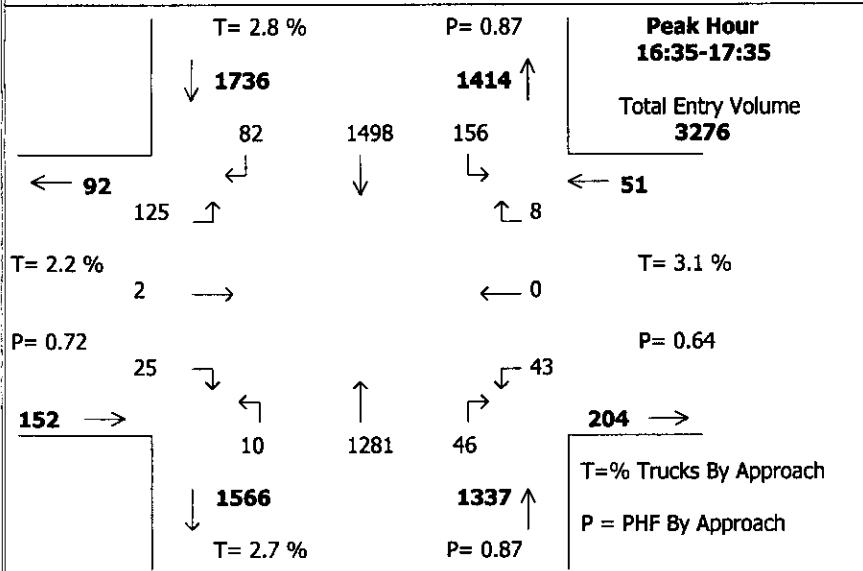 T= 2.8 % P= 0.87 Peak Hour
16:35-17:35
1736 1414
Total Entry Volume
82 1498 156 3276
92 51
125 8
T= 2.2 % T= 3.1 %
2 0
P= 0.72 P= 0.64
25 43
152 204
10 1281 46
T=% Trucks By Approach
1566 1337
P = PHF By Approach
T= 2.7 % P= 0.87